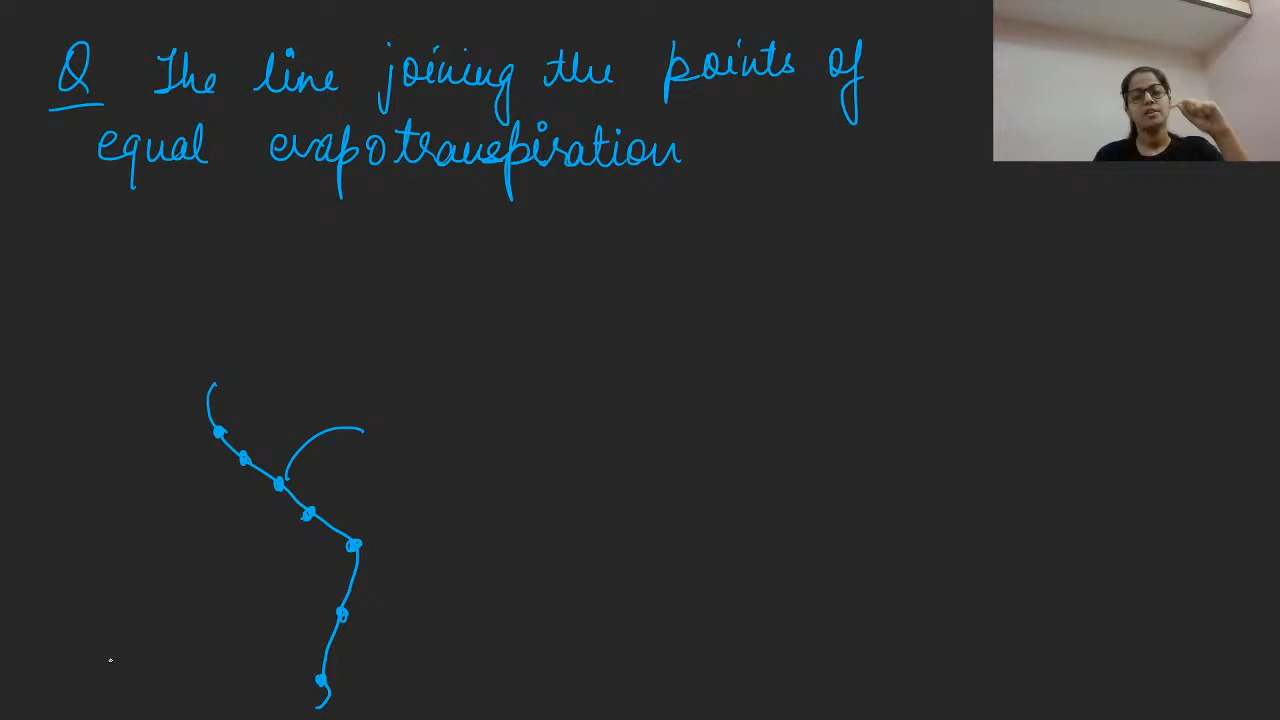 Q The line joining the points of
equal evapotranspiration